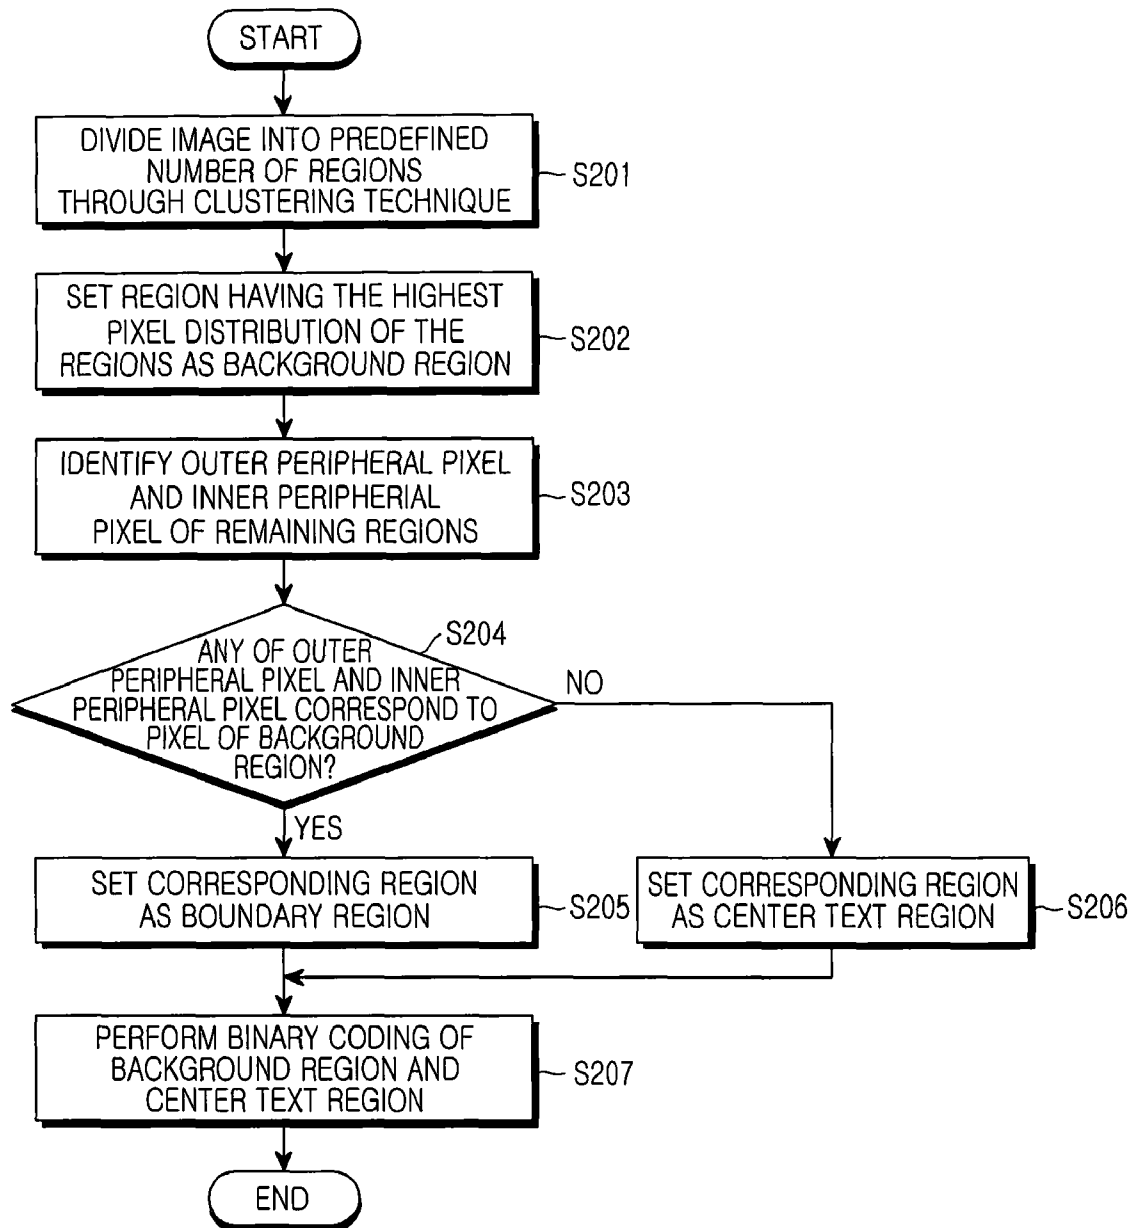 START
DIVIDE IMAGE INTO PREDEFINED
NUMBER OF REGIONS
THROUGH CLUSTERING TECHNIQUE
S201
SET REGION HAVING THE HIGHEST
PIXEL DISTRIBUTION OF THE
REGIONS AS BACKGROUND REGION
S202
IDENTIFY OUTER PERIPHERAL PIXEL
AND INNER PERIPHERIAL
PIXEL OF REMAINING REGIONS
S203
S204
ANY OF OUTER
PERIPHERAL PIXEL AND INNER
PERIPHERAL PIXEL CORRESPOND TO
PIXEL OF BACKGROUND
REGION?
NO
YES
SET CORRESPONDING REGION
AS BOUNDARY REGION
S205
SET CORRESPONDING REGION
AS CENTER TEXT REGION
S206
PERFORM BINARY CODING OF
BACKGROUND REGION AND
CENTER TEXT REGION
S207
END